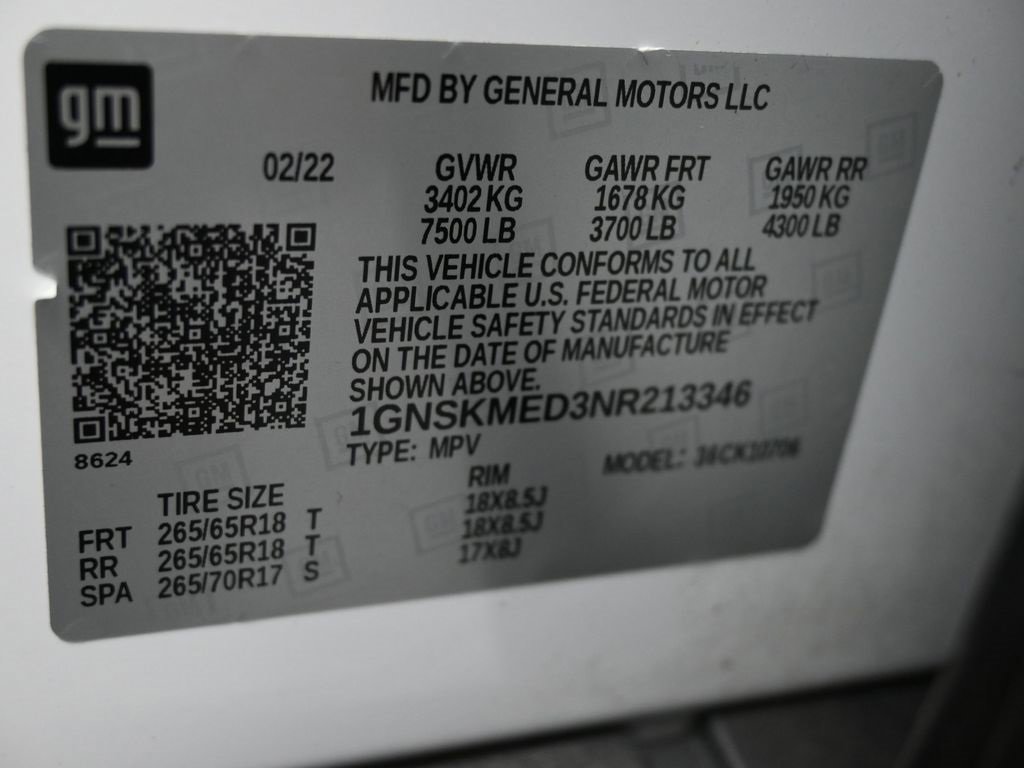 gm
MFD BY GENERAL MOTORS LLC
02/22 GVWR GAWR FRT GAWR RR
3402 KG 1678 KG 1950 KG
7500 LB 3700 LB 4300 LB
THIS VEHICLE CONFORMS TO ALL
APPLICABLE U.S. FEDERAL MOTOR
VEHICLE SAFETY STANDARDS IN EFFECT
ON THE DATE OF MANUFACTURE
SHOWN ABOVE.
1GNSKMED3NR213346
TYPE: MPV MODEL:
8624
TIRE SIZE RIM
FRT 265/65R18 T 18X8.5J
RR 265/65R18 T 18X8.5J
SPA 265/70R17 S 17X8J